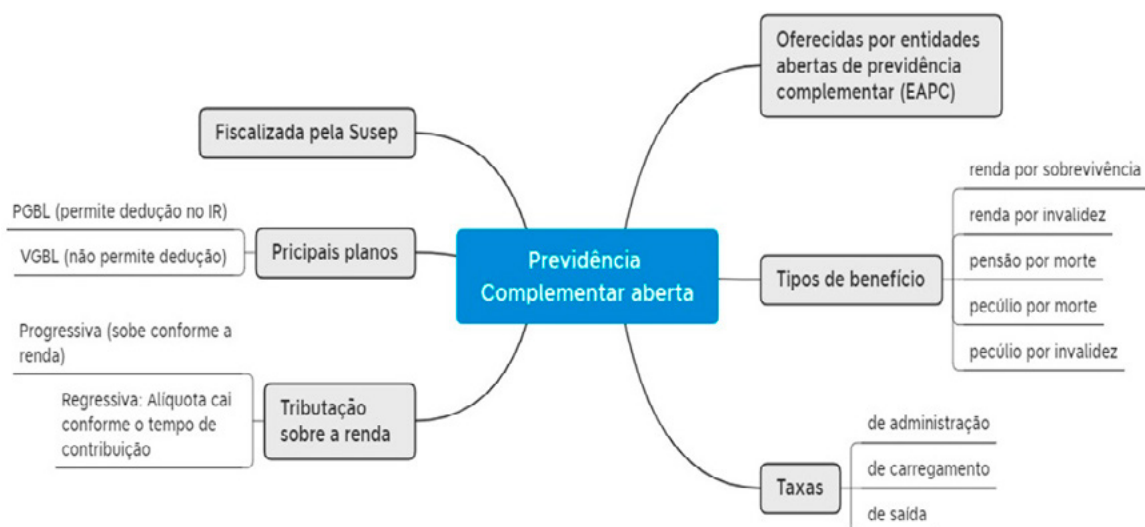 Previdência
Complementar aberta
Fiscalizada pela Susep
Pricipais planos
PGBL (permite dedução no IR)
VGBL (não permite dedução)
Tributação
sobre a renda
Progressiva (sobe conforme a
renda)
Regressiva: Alíquota cai
conforme o tempo de
contribuição
Oferecidas por entidades
abertas de previdência
complementar (EAPC)
Tipos de benefício
renda por sobrevivência
renda por invalidez
pensão por morte
pecúlio por morte
pecúlio por invalidez
Taxas
de administração
de carregamento
de saída